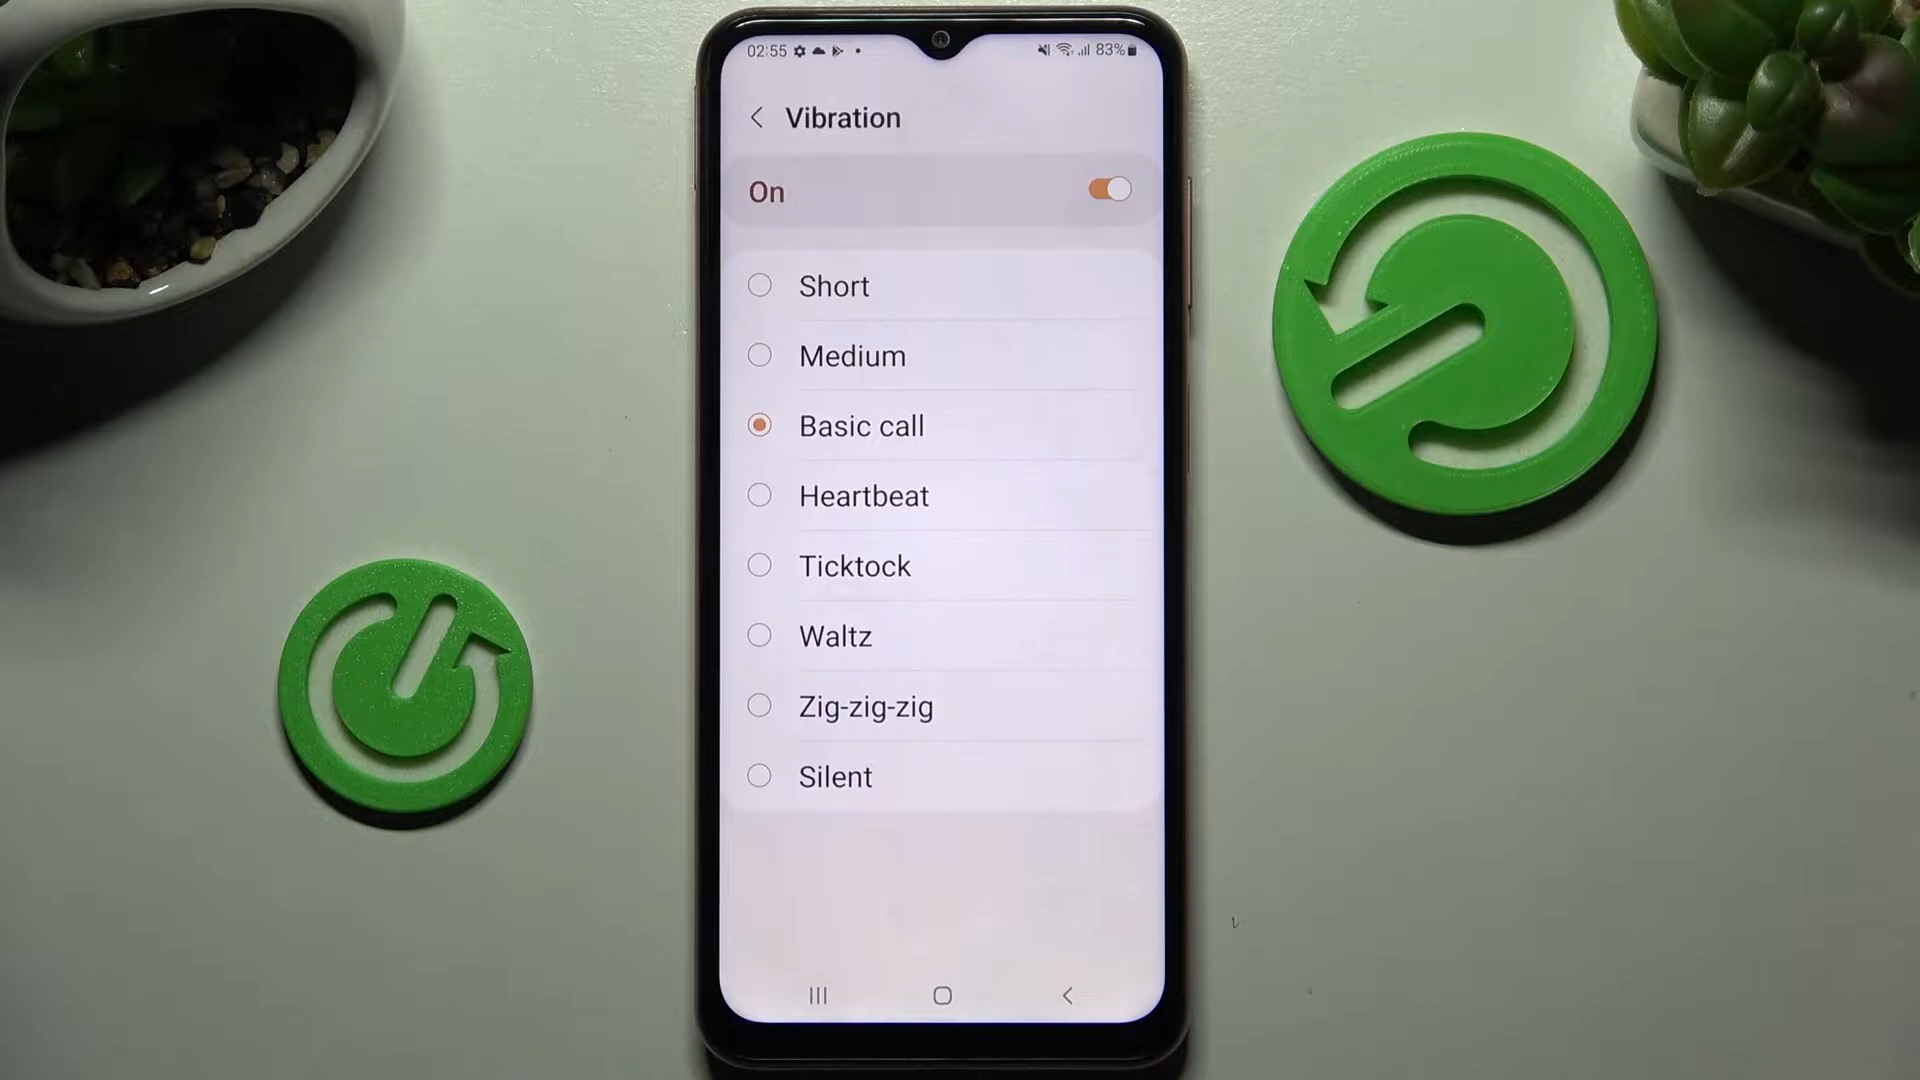 02:55 83%
Vibration
On
Short
Medium
Basic call
Heartbeat
Ticktock
Waltz
Zig-zig-zig
Silent